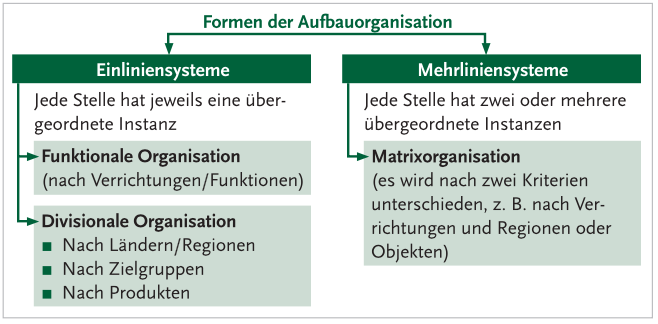 Formen der Aufbauorganisation
Einliniensysteme
Jede Stelle hat jeweils eine über-
geordnete Instanz
Funktionale Organisation
(nach Verrichtungen/Funktionen)
Divisionale Organisation
Nach Ländern/Regionen
Nach Zielgruppen
Nach Produkten
Mehrliniensysteme
Jede Stelle hat zwei oder mehrere
übergeordnete Instanzen
Matrixorganisation
(es wird nach zwei Kriterien
unterschieden, z. B. nach Ver-
richtungen und Regionen oder
Objekten)